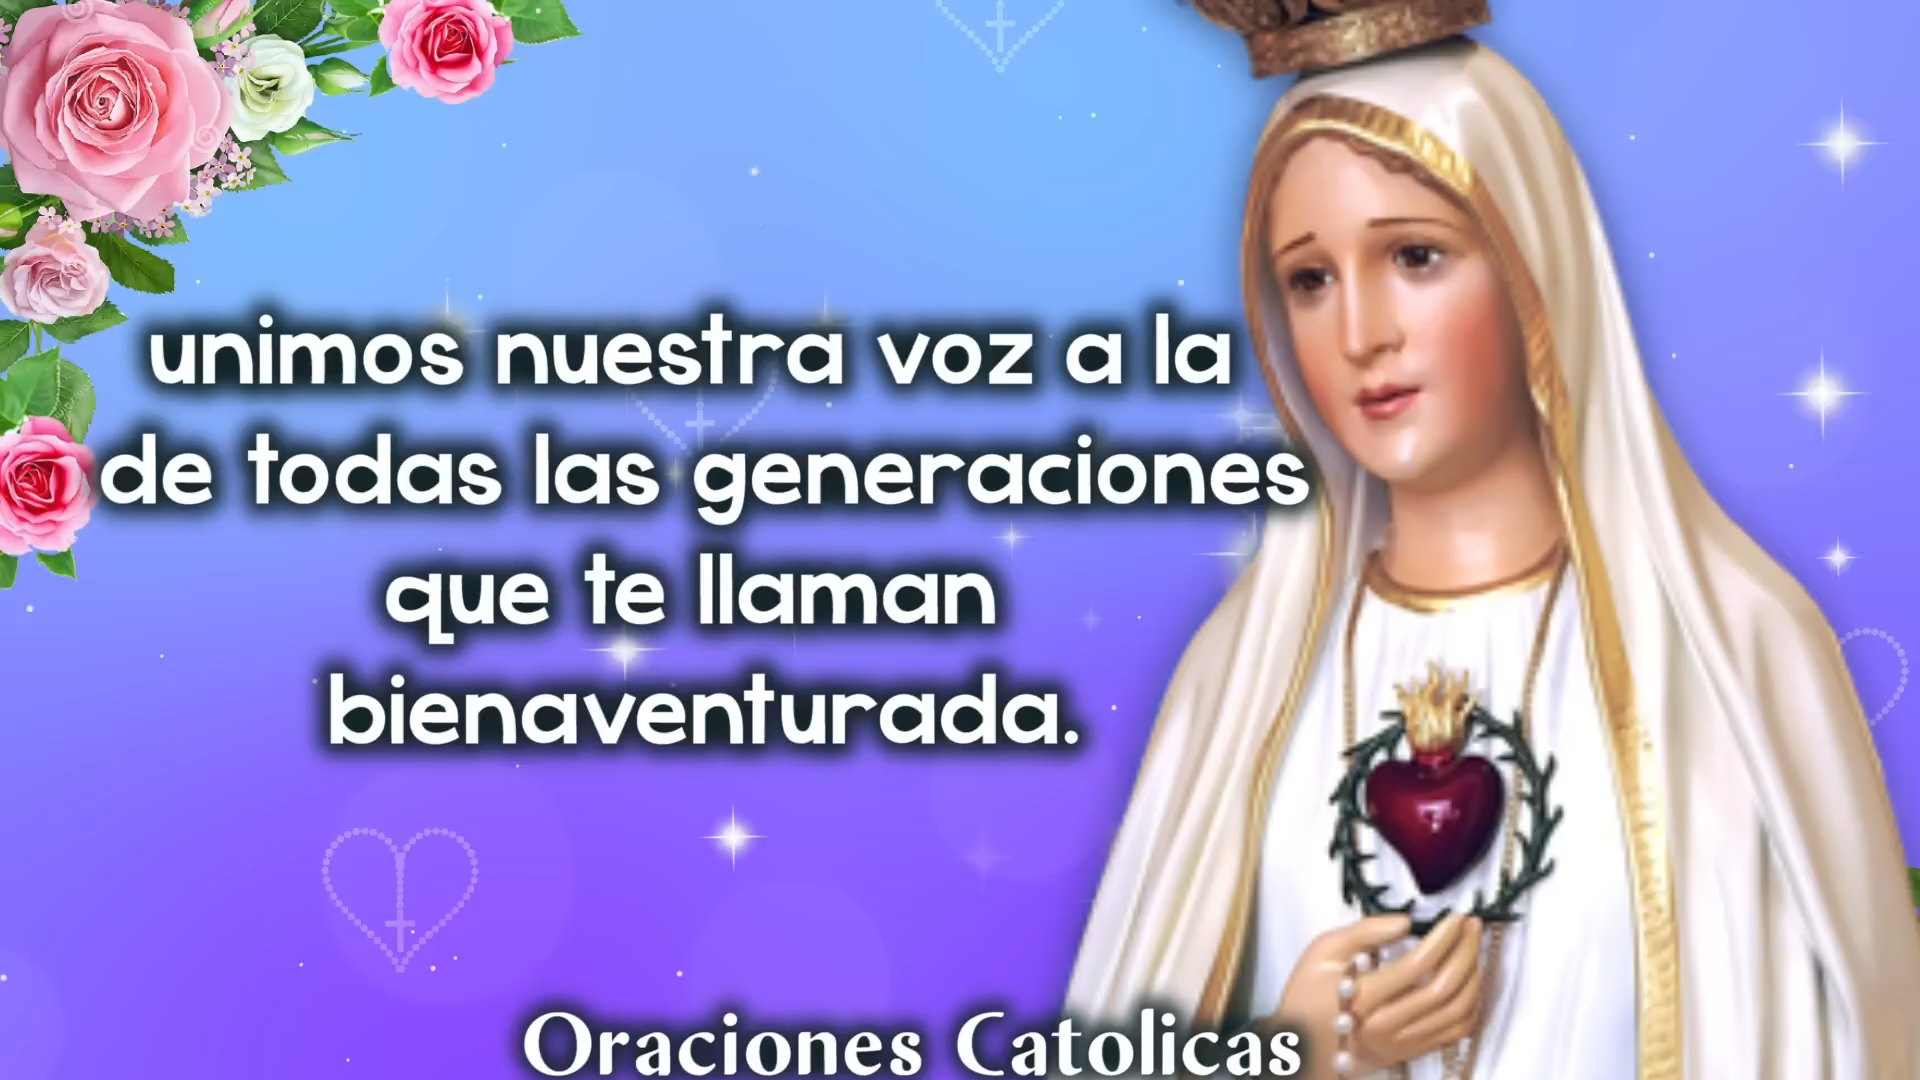 unimos nuestra voz a la
de todas las generaciones
que te llaman
bienaventurada.
Oraciones Catolicas